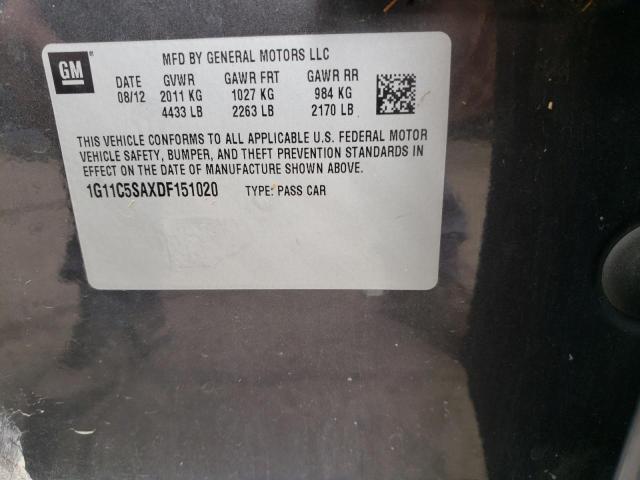 GM
MFD BY GENERAL MOTORS LLC
DATE GVWR GAWR FRT GAWR RR
08/12 2011 KG 1027 KG 984 KG
4433 LB 2263 LB 2170 LB
THIS VEHICLE CONFORMS TO ALL APPLICABLE U.S. FEDERAL MOTOR
VEHICLE SAFETY, BUMPER, AND THEFT PREVENTION STANDARDS IN
EFFECT ON THE DATE OF MANUFACTURE SHOWN ABOVE.
1G11C5SAXDF151020 TYPE: PASS CAR